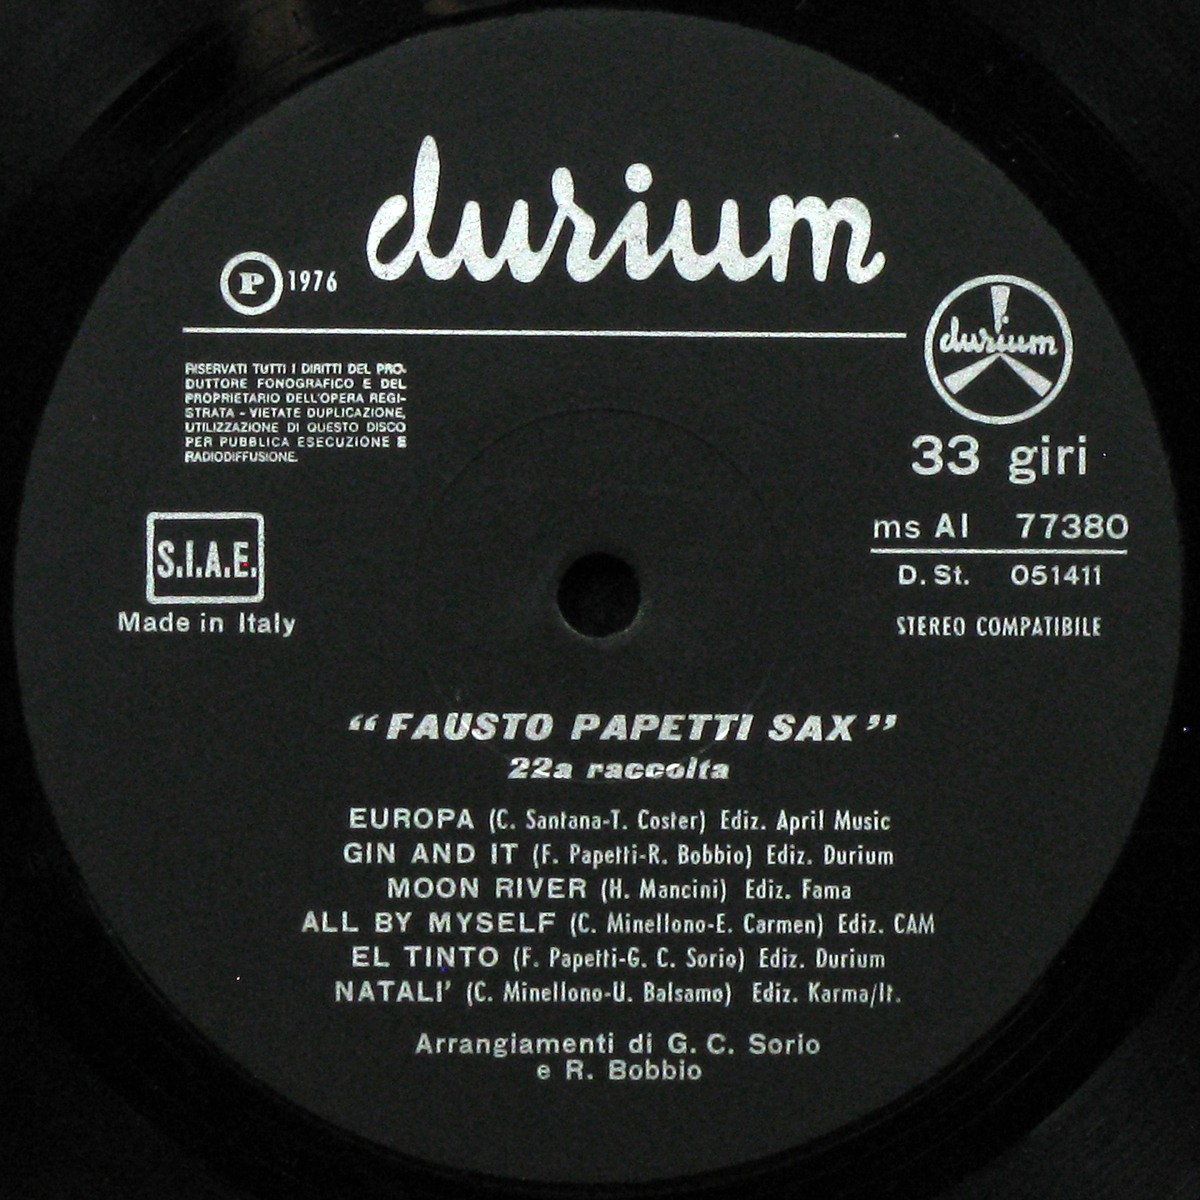 durium
P 1976
durium
RISERVATI TUTTI I DIRITTI DEL PRO-
DUTTORE FONOGRAFICO E DEL
PROPRIETARIO DELL'OPERA REGI-
STRATA - VIETATE DUPLICAZIONE,
UTILIZZAZIONE DI QUESTO DISCO
PER PUBBLICA ESECUZIONE E
RADIODIFFUSIONE.
33 giri
S.I.A.E.
Made in Italy
ms AI 77380
D. St. 051411
STEREO COMPATIBILE
“FAUSTO PAPETTI SAX”
22a raccolta
EUROPA (C. Santana-T. Coster) Ediz. April Music
GIN AND IT (F. Papetti-R. Bobbio) Ediz. Durium
MOON RIVER (H. Mancini) Ediz. Fama
ALL BY MYSELF (C. Minellono-E. Carmen) Ediz. CAM
EL TINTO (F. Papetti-G. C. Sorio) Ediz. Durium
NATALI' (C. Minellono-U. Balsamo) Ediz. Karma/It.
Arrangiamenti di G. C. Sorio
e R. Bobbio